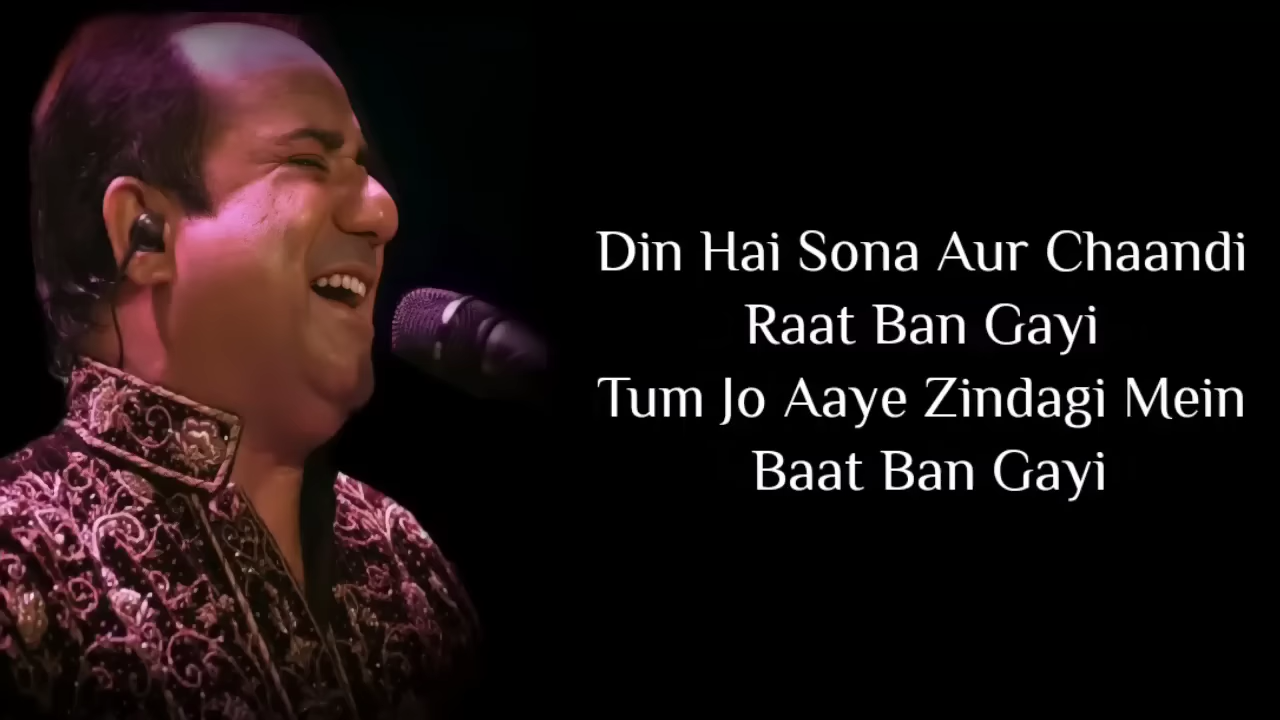 Din Hai Sona Aur Chaandi
Raat Ban Gayi
Tum Jo Aaye Zindagi Mein
Baat Ban Gayi